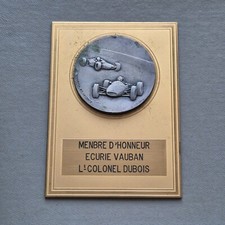 MENBRE D'HONNEUR
ECURIE VAUBAN
Lt COLONEL DUBOIS